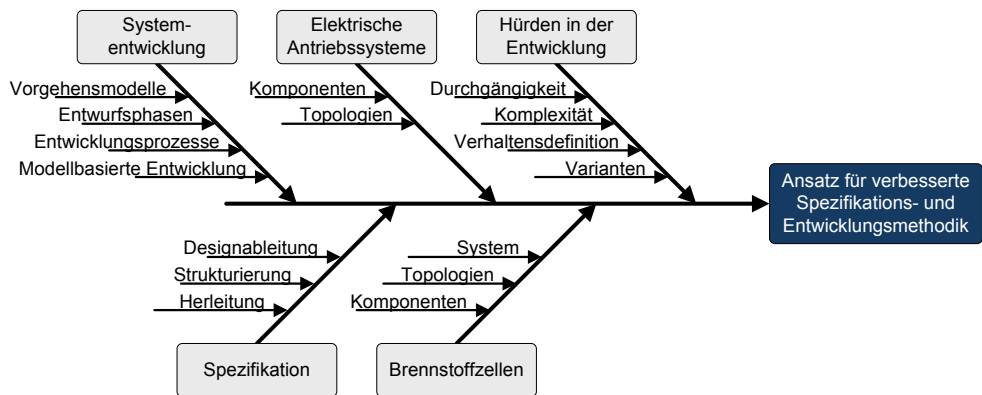 System-
entwicklung
Elektrische
Antriebssysteme
Hürden in der
Entwicklung
Vorgehensmodelle
Entwurfsphasen
Entwicklungsprozesse
Modellbasierte Entwicklung
Komponenten
Topologien
Durchgängigkeit
Komplexität
Verhaltensdefinition
Varianten
Ansatz für verbesserte
Spezifikations- und
Entwicklungsmethodik
Designableitung
Strukturierung
Herleitung
System
Topologien
Komponenten
Spezifikation
Brennstoffzellen